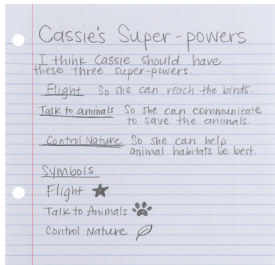 Cassie's Super-powers
I think Cassie should have
these three super-powers.
Flight So she can reach the birds.
Talk to animals So she can communicate
to save the animals.
Control Nature So she can help
animal habitats be best.
Symbols
Flight
Talk to Animals
Control Nature